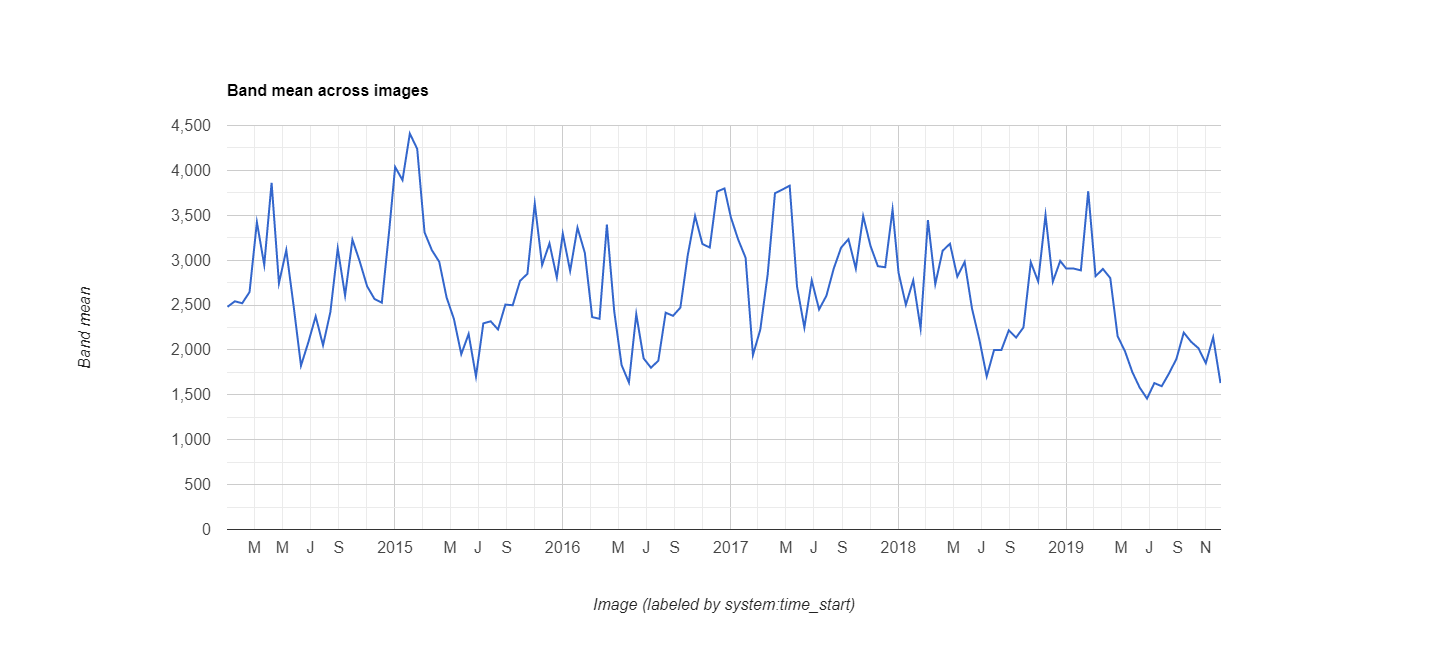 Band mean across images
4,500
4,000
3,500
3,000
2,500
2,000
1,500
1,000
500
0
Band mean
M M J S 2015 M J S 2016 M J S 2017 M J S 2018 M J S 2019 M J S N
Image (labeled by system:time_start)